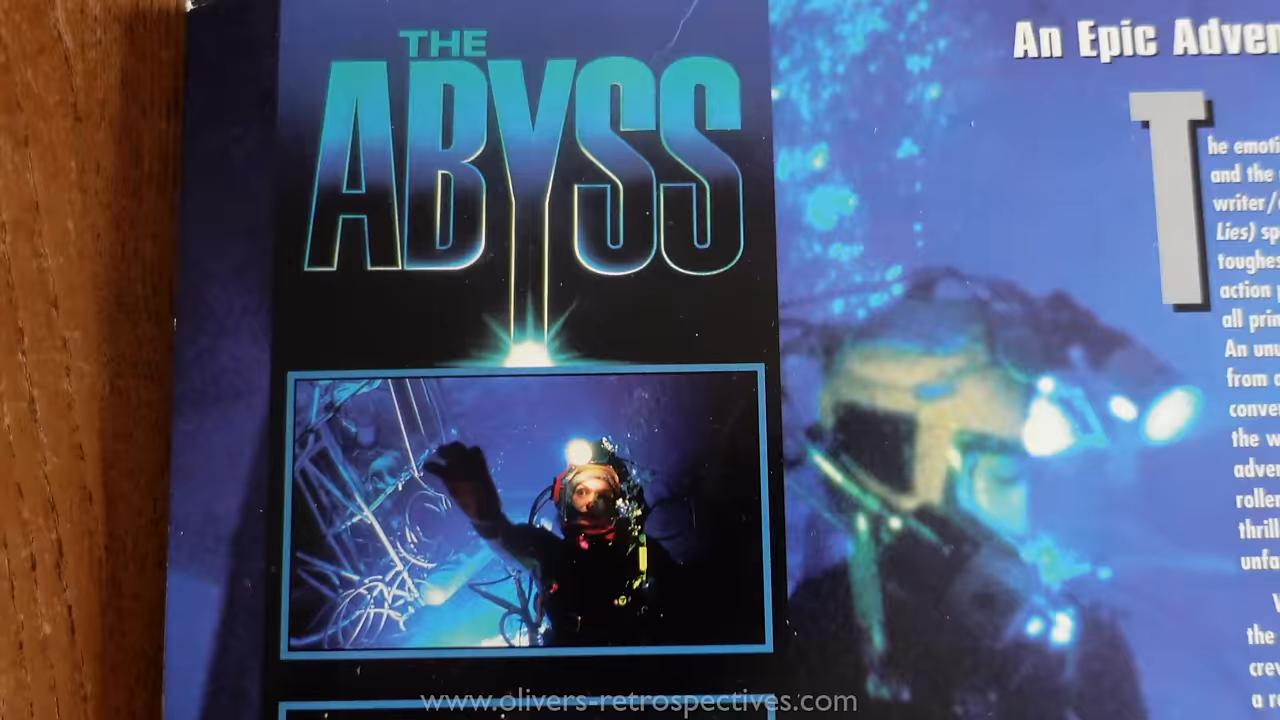 THE
ABYSS
An Epic Adven
The emoti
and the
writer/
Lies) sp
toughes
action
all prin
An unu
from
conve
the w
adven
roller
thrill
unfa
the
crev
a r
www.olivers-retrospectives.com